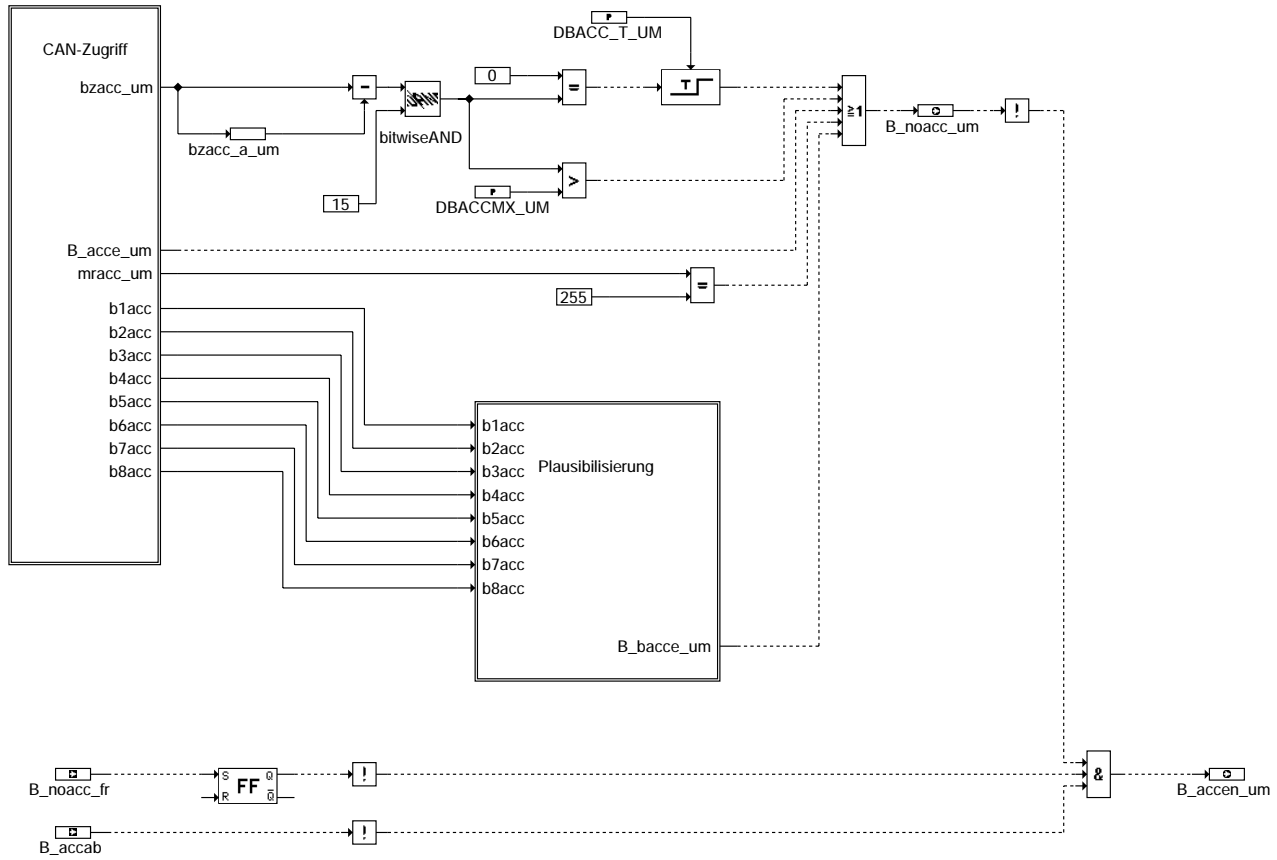 CAN-Zugriff
bzacc_um
B_acce_um
mracc_um
b1acc
b2acc
b3acc
b4acc
b5acc
b6acc
b7acc
b8acc
bzacc_a_um
-
bitwiseAND
15
0
=
P
DBACC_T_UM
T
P
DBACCMX_UM
>
255
=
≥1
B_noacc_um
!
b1acc
b2acc
b3acc
b4acc
b5acc
b6acc
b7acc
b8acc
Plausibilisierung
B_bacce_um
B_noacc_fr
S Q
FF
R Q̅
!
B_accab
!
&
B_accen_um